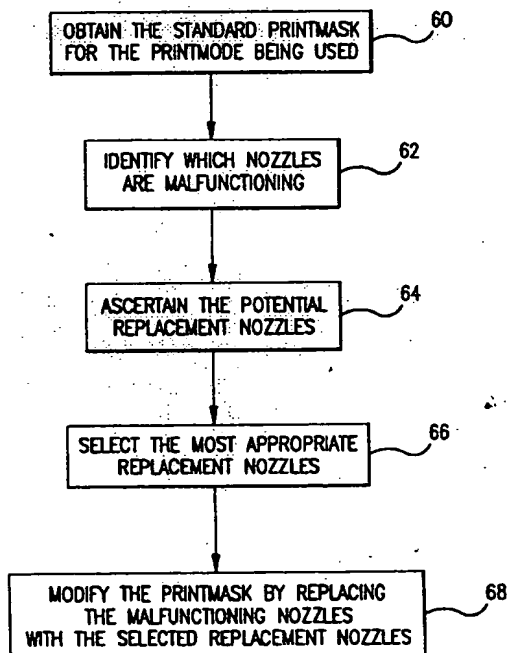 OBTAIN THE STANDARD PRINTMASK
FOR THE PRINTMODE BEING USED
60
IDENTIFY WHICH NOZZLES
ARE MALFUNCTIONING
62
ASCERTAIN THE POTENTIAL
REPLACEMENT NOZZLES
64
SELECT THE MOST APPROPRIATE
REPLACEMENT NOZZLES
66
MODIFY THE PRINTMASK BY REPLACING
THE MALFUNCTIONING NOZZLES
WITH THE SELECTED REPLACEMENT NOZZLES
68